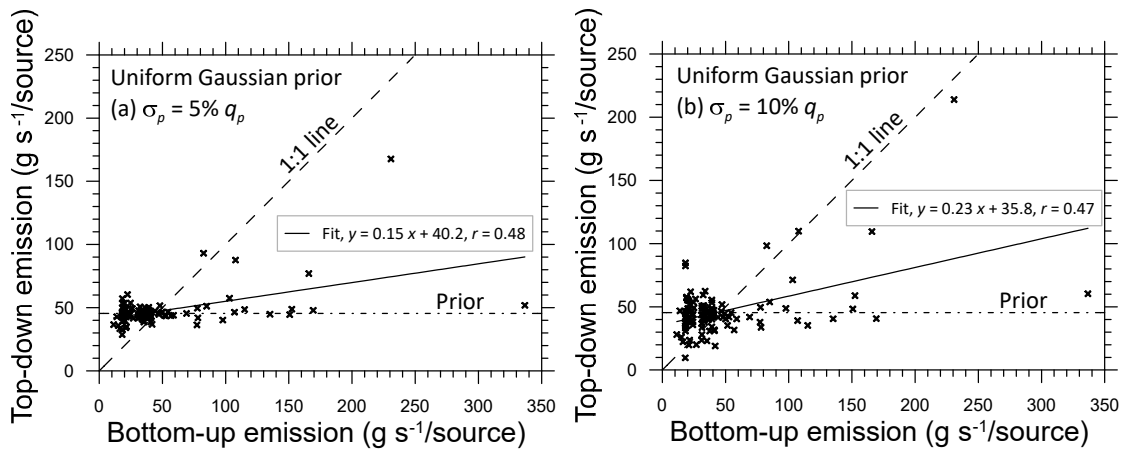 Uniform Gaussian prior
(a) σp = 5% qp
1:1 line
Fit, y = 0.15 x + 40.2, r = 0.48
Prior
250
200
150
100
50
0
0 50 100 150 200 250 300 350
Top-down emission (g s-1/source)
Bottom-up emission (g s-1/source)
Uniform Gaussian prior
(b) σp = 10% qp
1:1 line
Fit, y = 0.23 x + 35.8, r = 0.47
Prior
250
200
150
100
50
0
0 50 100 150 200 250 300 350
Top-down emission (g s-1/source)
Bottom-up emission (g s-1/source)